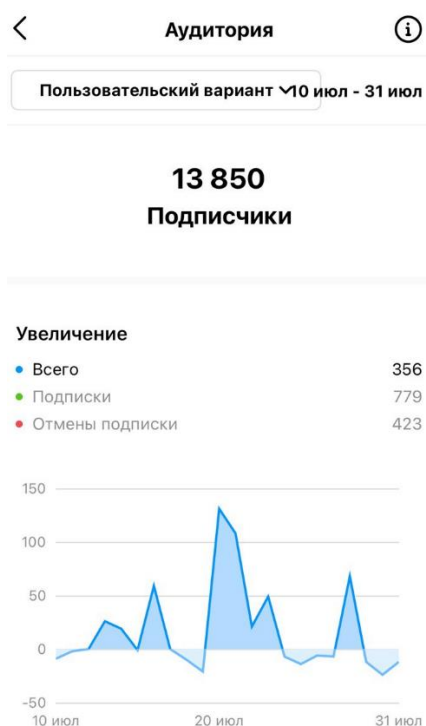 Аудитория
Пользовательский вариант 10 июл - 31 июл
13 850
Подписчики
Увеличение
Всего 356
Подписки 779
Отмены подписки 423
150
100
50
0
-50
10 июл 20 июл 31 июл